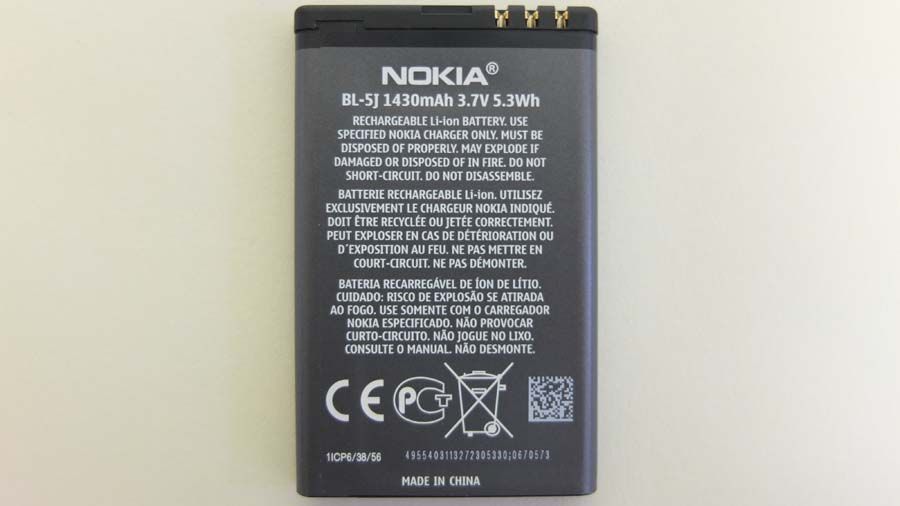 NOKIA®
BL-5J 1430mAh 3.7V 5.3Wh
RECHARGEABLE Li-ion BATTERY. USE
SPECIFIED NOKIA CHARGER ONLY. MUST BE
DISPOSED OF PROPERLY. MAY EXPLODE IF
DAMAGED OR DISPOSED OF IN FIRE. DO NOT
SHORT-CIRCUIT. DO NOT DISASSEMBLE.
BATTERIE RECHARGEABLE Li-ion. UTILISEZ
EXCLUSIVEMENT LE CHARGEUR NOKIA INDIQUÉ.
DOIT ÊTRE RECYCLÉE OU JETÉE CORRECTEMENT.
PEUT EXPLOSER EN CAS DE DÉTÉRIORATION OU
D´EXPOSITION AU FEU. NE PAS METTRE EN
COURT-CIRCUIT. NE PAS DÉMONTER.
BATERIA RECARREGÁVEL DE ÍON DE LÍTIO.
CUIDADO: RISCO DE EXPLOSÃO SE ATIRADA
AO FOGO. USE SOMENTE COM O CARREGADOR
NOKIA ESPECIFICADO. NÃO PROVOCAR
CURTO-CIRCUITO. NÃO JOGUE NO LIXO.
CONSULTE O MANUAL.
CE PCT
1ICP6/38/56 4955403113272305330;0670573
MADE IN CHINA